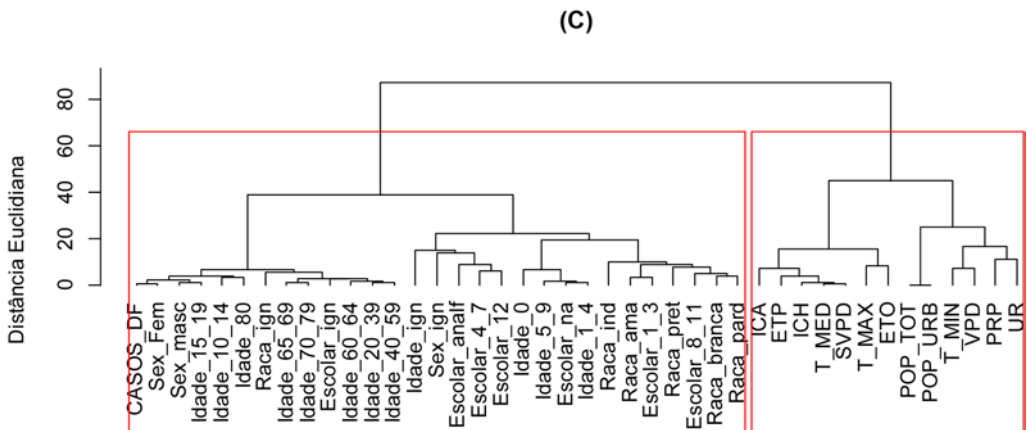 (C)
Distância Euclidiana
0
20
40
60
80
CASOS_DF
Sex_Fem
Sex_masc
Idade_15_19
Idade_10_14
Idade_80
Raca_ign
Idade_65_69
Idade_70_79
Escolar_ign
Idade_60_64
Idade_20_39
Idade_40_59
Idade_ign
Sex_ign
Escolar_analf
Escolar_4_7
Escolar_12
Idade_0
Idade_5_9
Escolar_na
Idade_1_4
Raca_ind
Raca_ama
Escolar_1_3
Raca_pret
Escolar_8_11
Raca_branca
Raca_pard
ICA
ETP
ICH
T_MED
SVPD
T_MAX
ETO
POP_TOT
POP_URB
T_MIN
VPD
PRP
UR